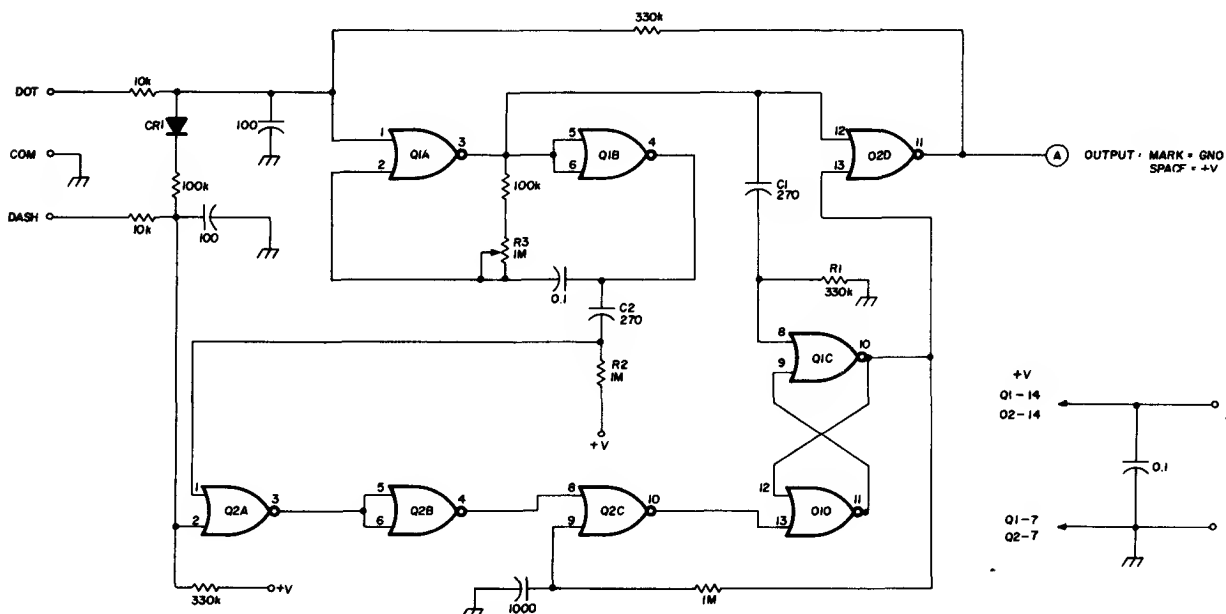 330k
DOT
10k
CR1
100
COM
100k
DASH
10k
100
1
2
Q1A
3
5
6
Q1B
4
100k
R3
1M
0.1
C2
270
R2
1M
+V
C1
270
R1
330k
12
13
Q2D
11
A
OUTPUT: MARK = GND
SPACE = +V
8
9
Q1C
10
1
2
Q2A
3
5
6
Q2B
4
8
9
Q2C
10
12
13
Q1D
11
330k
+V
1000
1M
+V
Q1-14
Q2-14
0.1
Q1-7
Q2-7